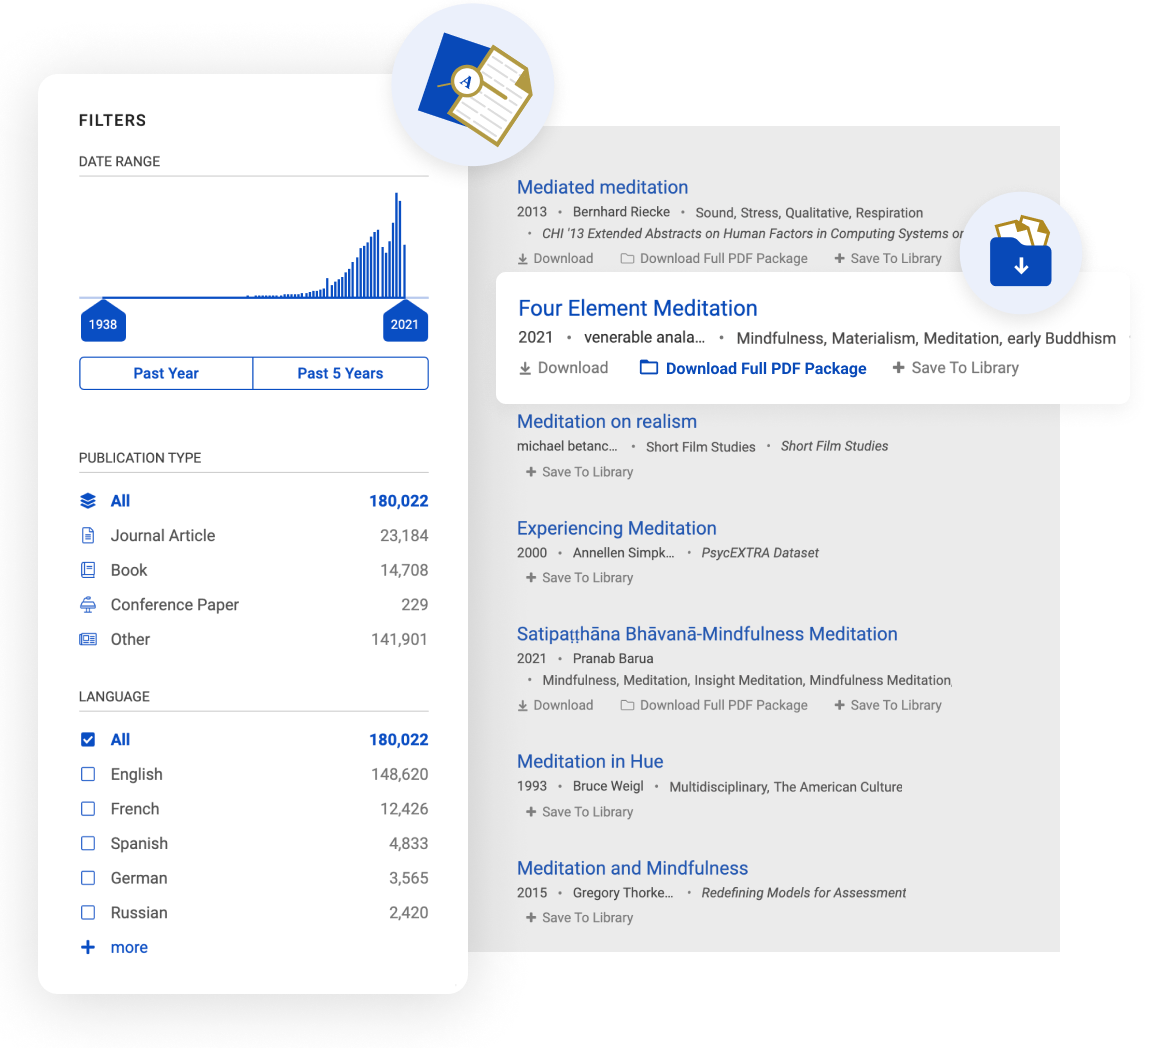 FILTERS
DATE RANGE
1938 2021
Past Year Past 5 Years
PUBLICATION TYPE
All 180,022
Journal Article 23,184
Book 14,708
Conference Paper 229
Other 141,901
LANGUAGE
All 180,022
English 148,620
French 12,426
Spanish 4,833
German 3,565
Russian 2,420
more
A
Mediated meditation
2013 • Bernhard Riecke • Sound, Stress, Qualitative, Respiration
• CHI '13 Extended Abstracts on Human Factors in Computing Systems or
Download Download Full PDF Package Save To Library
Four Element Meditation
2021 • venerable anala... • Mindfulness, Materialism, Meditation, early Buddhism
Download Download Full PDF Package Save To Library
Meditation on realism
michael betanc... • Short Film Studies • Short Film Studies
Save To Library
Experiencing Meditation
2000 • Annellen Simpk... • PsycEXTRA Dataset
Save To Library
Satipaṭṭhāna Bhāvanā-Mindfulness Meditation
2021 • Pranab Barua
• Mindfulness, Meditation, Insight Meditation, Mindfulness Meditation,
Download Download Full PDF Package Save To Library
Meditation in Hue
1993 • Bruce Weigl • Multidisciplinary, The American Culture
Save To Library
Meditation and Mindfulness
2015 • Gregory Thorke... • Redefining Models for Assessment
Save To Library